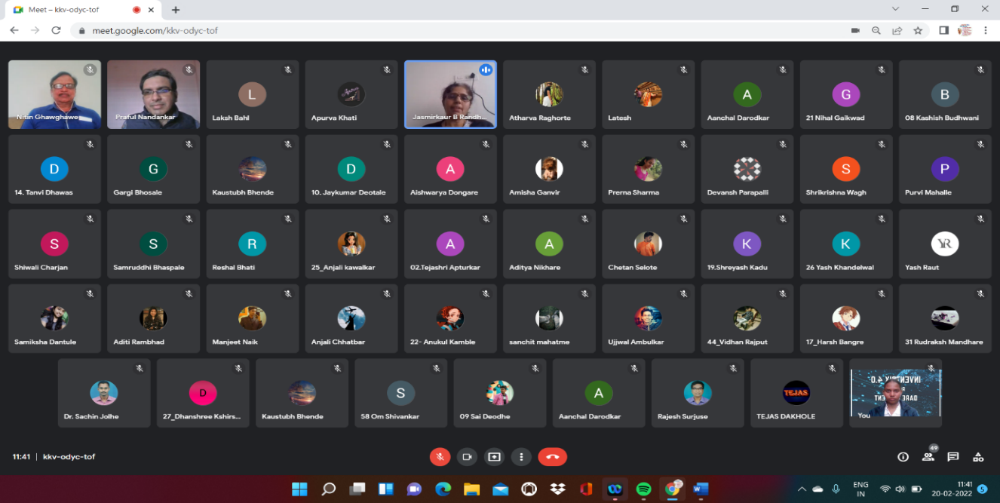 Meet – kkv-odyc-tof
meet.google.com/kkv-odyc-tof
Nitin Ghawghawe
Praful Nandankar
L
Laksh Bahl
Apurva Khati
Jasmirkaur B Randh...
Atharva Raghorte
Latesh
A
Aanchal Darodkar
G
21 Nihal Gaikwad
B
08 Kashish Budhwani
D
14. Tanvi Dhawas
G
Gargi Bhosale
Kaustubh Bhende
D
10. Jaykumar Deotale
A
Aishwarya Dongare
Amisha Ganvir
Prerna Sharma
Devansh Parapalli
S
Shrikrishna Wagh
P
Purvi Mahalle
S
Shiwali Charjan
S
Samruddhi Bhaspale
R
Reshal Bhati
25_Anjali kawalkar
A
02.Tejashri Apturkar
A
Aditya Nikhare
Chetan Selote
K
19.Shreyash Kadu
K
26 Yash Khandelwal
YR
Yash Raut
Samiksha Dantule
Aditi Rambhad
Manjeet Naik
Anjali Chhatbar
22- Anukul Kamble
sanchit mahatme
Ujjwal Ambulkar
44_Vidhan Rajput
17_Harsh Bangre
31 Rudraksh Mandhare
Dr. Sachin Jolhe
D
27_Dhanshree Kshirs...
Kaustubh Bhende
S
58 Om Shivankar
09 Sai Deodhe
A
Aanchal Darodkar
Rajesh Surjuse
TEJAS
TEJAS DAKHOLE
You
11:41 | kkv-odyc-tof
49
ENG
IN
11:41
20-02-2022
5